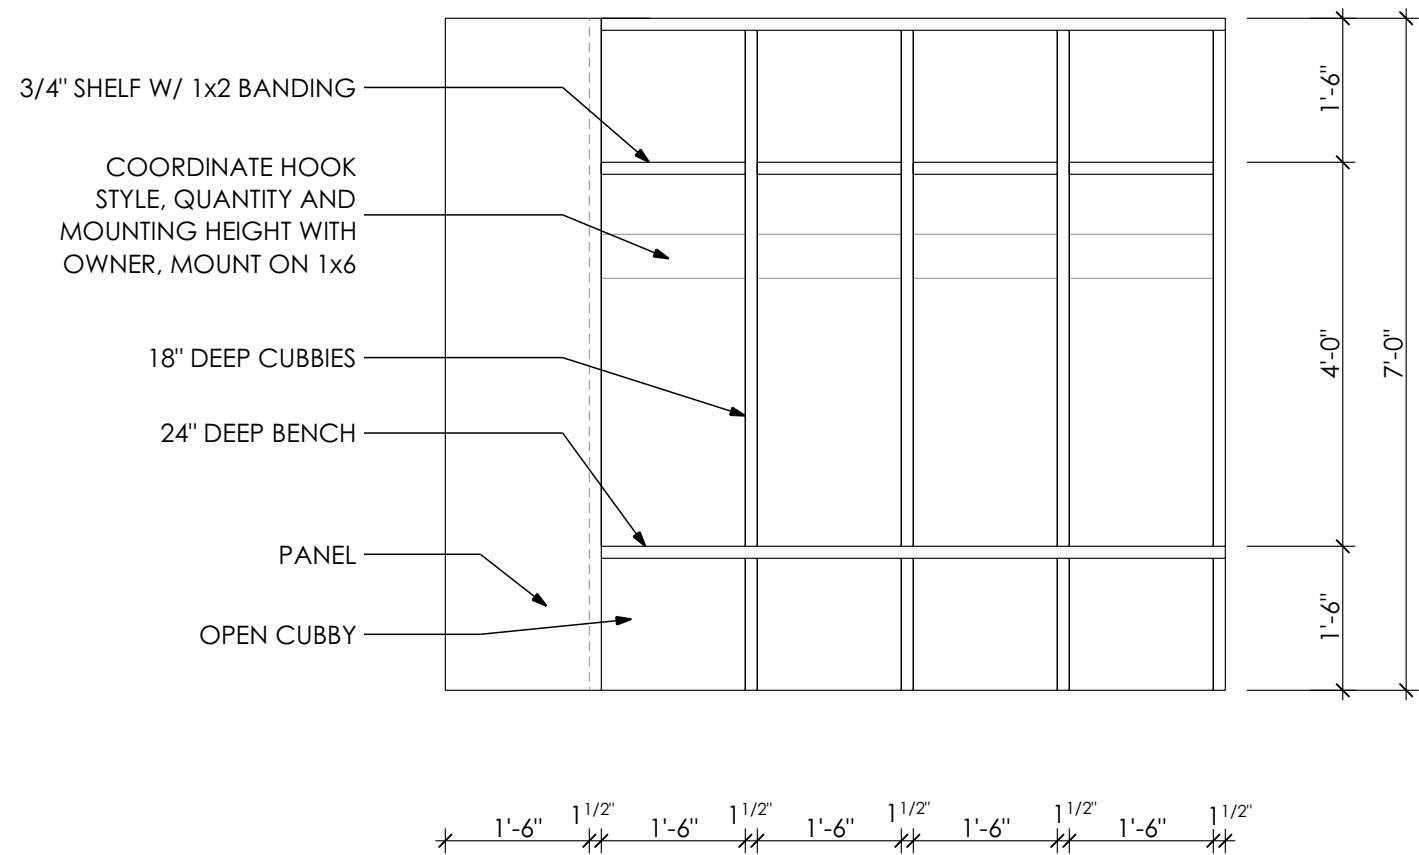 3/4" SHELF W/ 1x2 BANDING
COORDINATE HOOK
STYLE, QUANTITY AND
MOUNTING HEIGHT WITH
OWNER, MOUNT ON 1x6
18" DEEP CUBBIES
24" DEEP BENCH
PANEL
OPEN CUBBY
1'-6"
4'-0"
7'-0"
1'-6"
1'-6" 1 1/2" 1'-6" 1 1/2" 1'-6" 1 1/2" 1'-6" 1 1/2" 1'-6" 1 1/2"